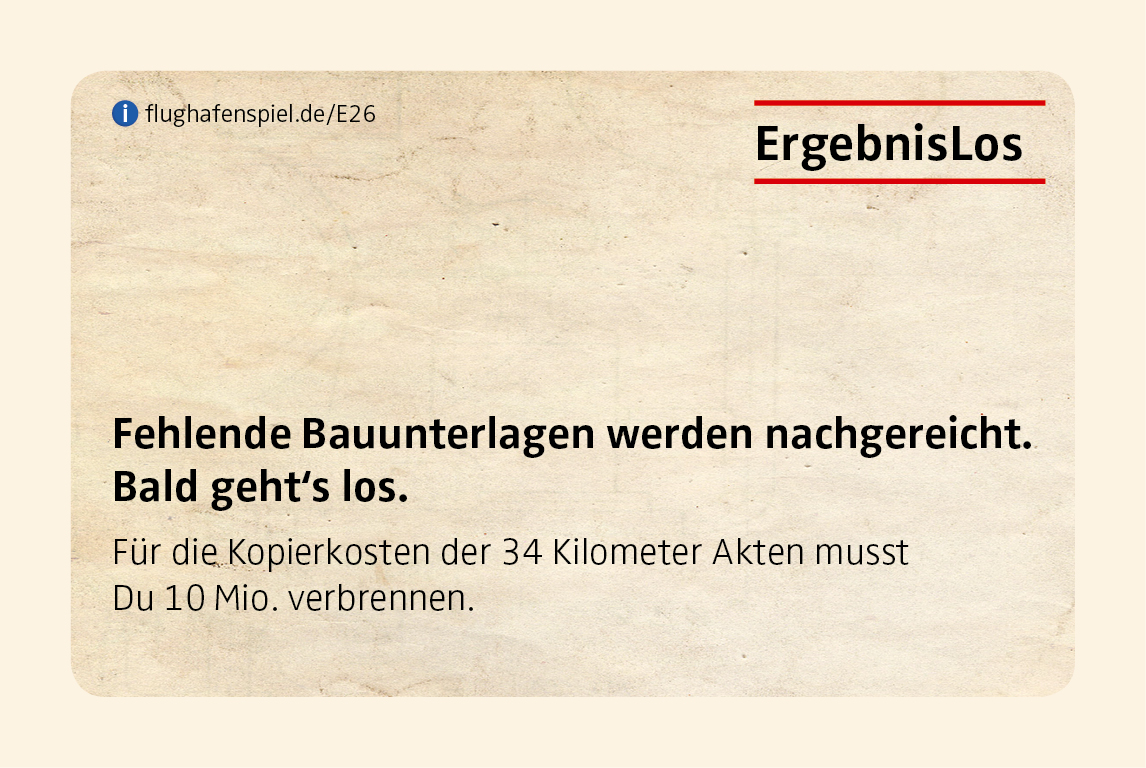 i flughafenspiel.de/E26
ErgebnisLos
Fehlende Bauunterlagen werden nachgereicht.
Bald geht‘s los.
Für die Kopierkosten der 34 Kilometer Akten musst
Du 10 Mio. verbrennen.